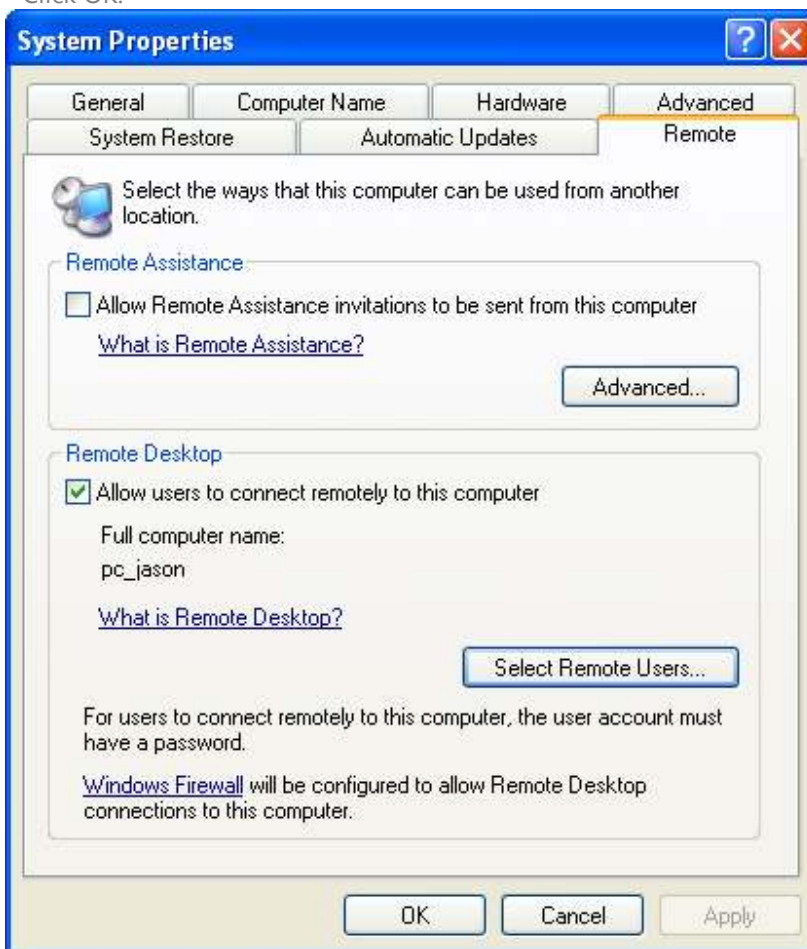 Click OK.
System Properties
General Computer Name Hardware Advanced
System Restore Automatic Updates Remote
Select the ways that this computer can be used from another
location.
Remote Assistance
Allow Remote Assistance invitations to be sent from this computer
What is Remote Assistance?
Advanced...
Remote Desktop
Allow users to connect remotely to this computer
Full computer name:
pc_jason
What is Remote Desktop?
Select Remote Users...
For users to connect remotely to this computer, the user account must
have a password.
Windows Firewall will be configured to allow Remote Desktop
connections to this computer.
OK Cancel Apply